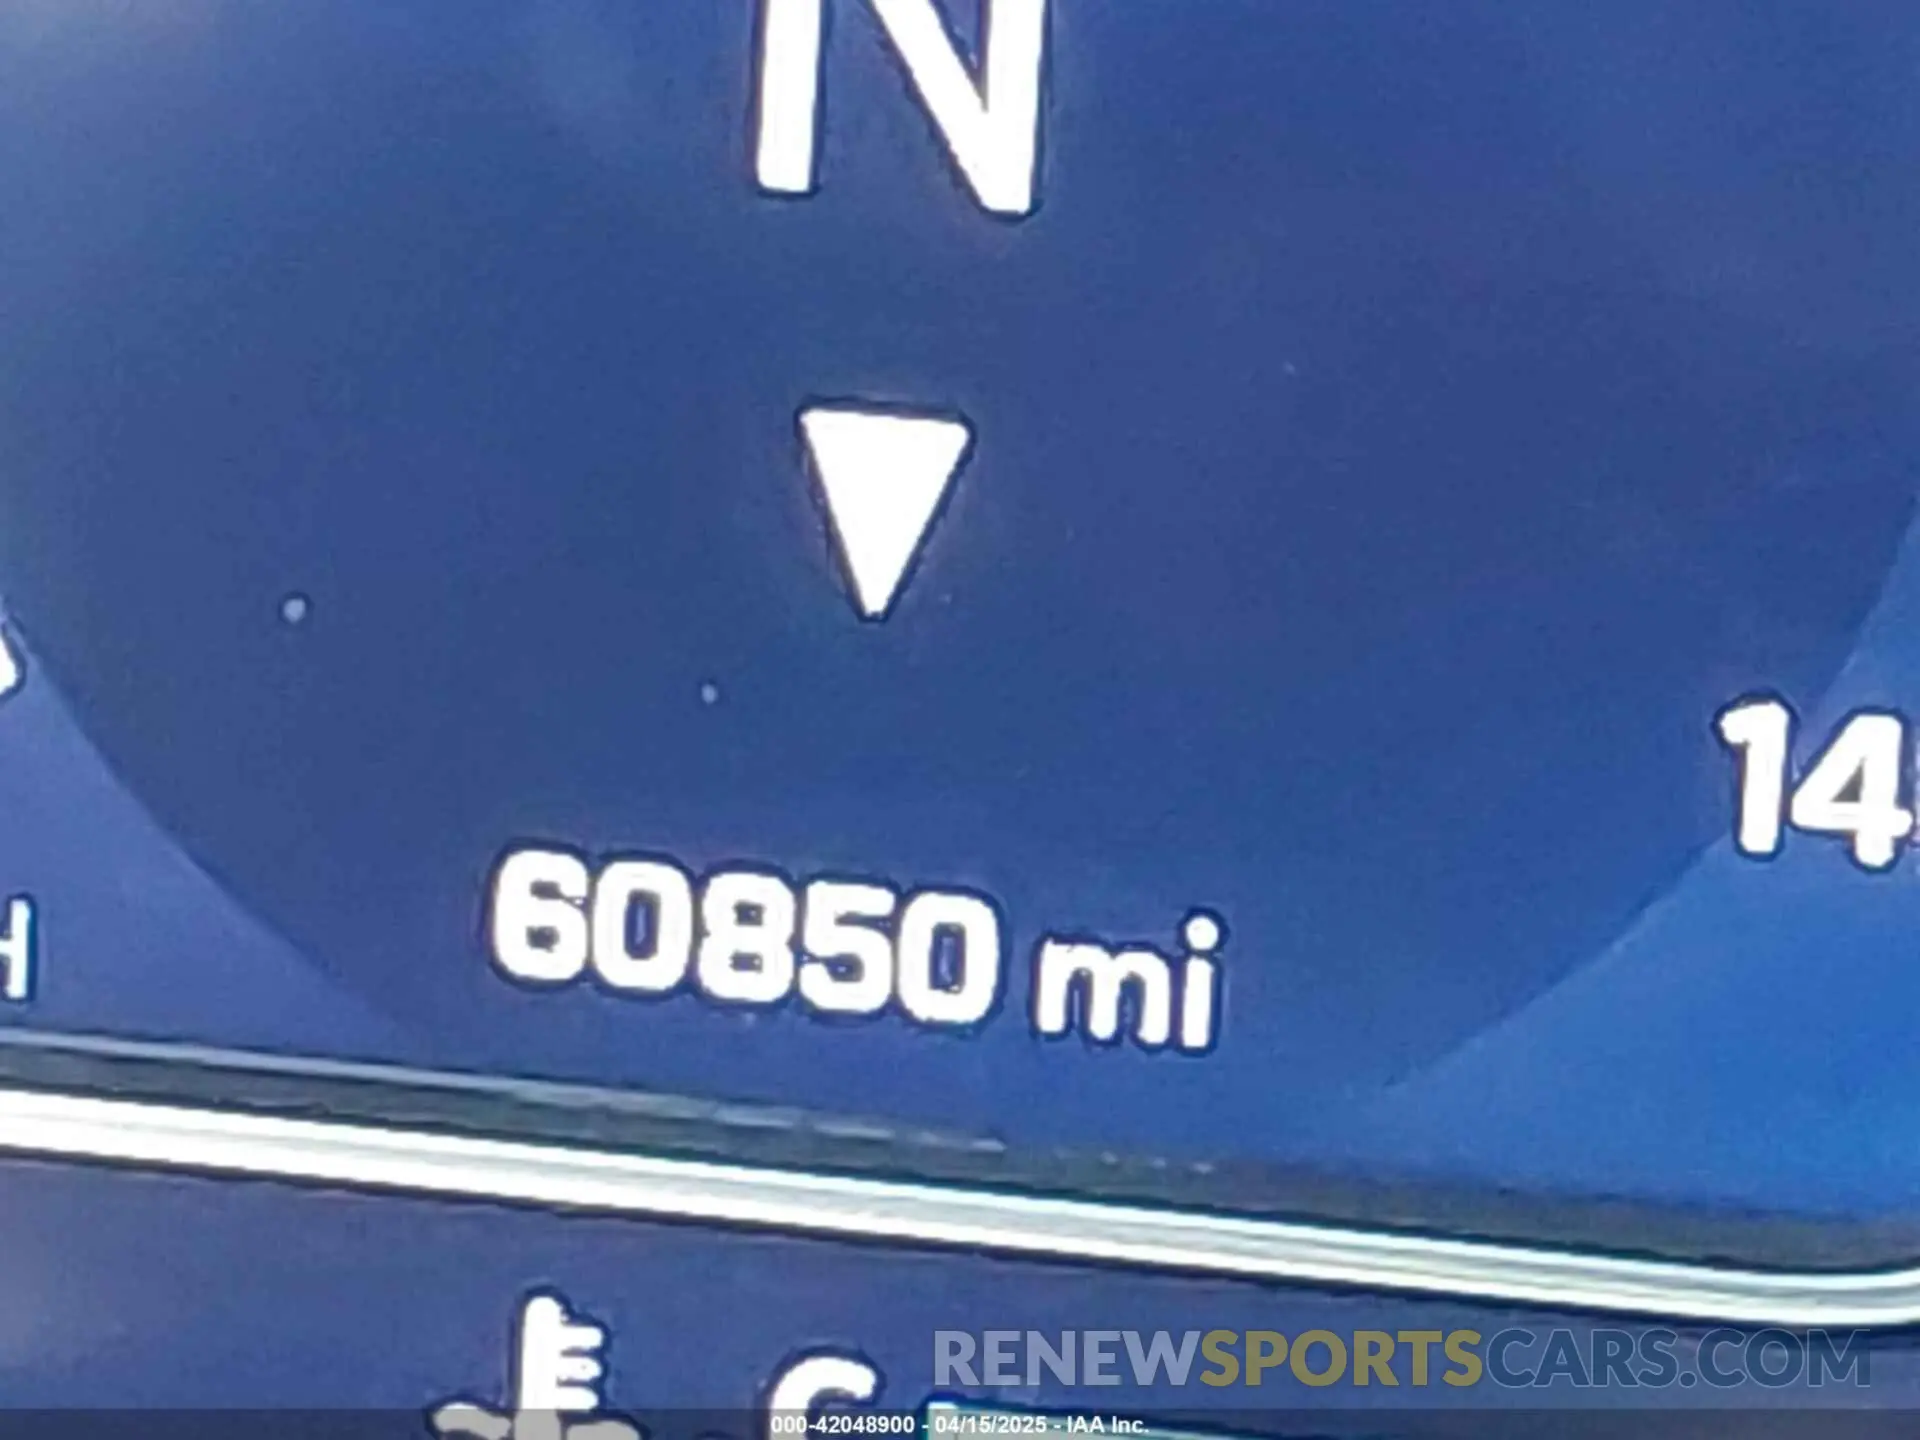 N
14
H
60850 mi
C
RENEWSPORTSCARS.COM
000-42048900 - 04/15/2025 - IAA Inc.